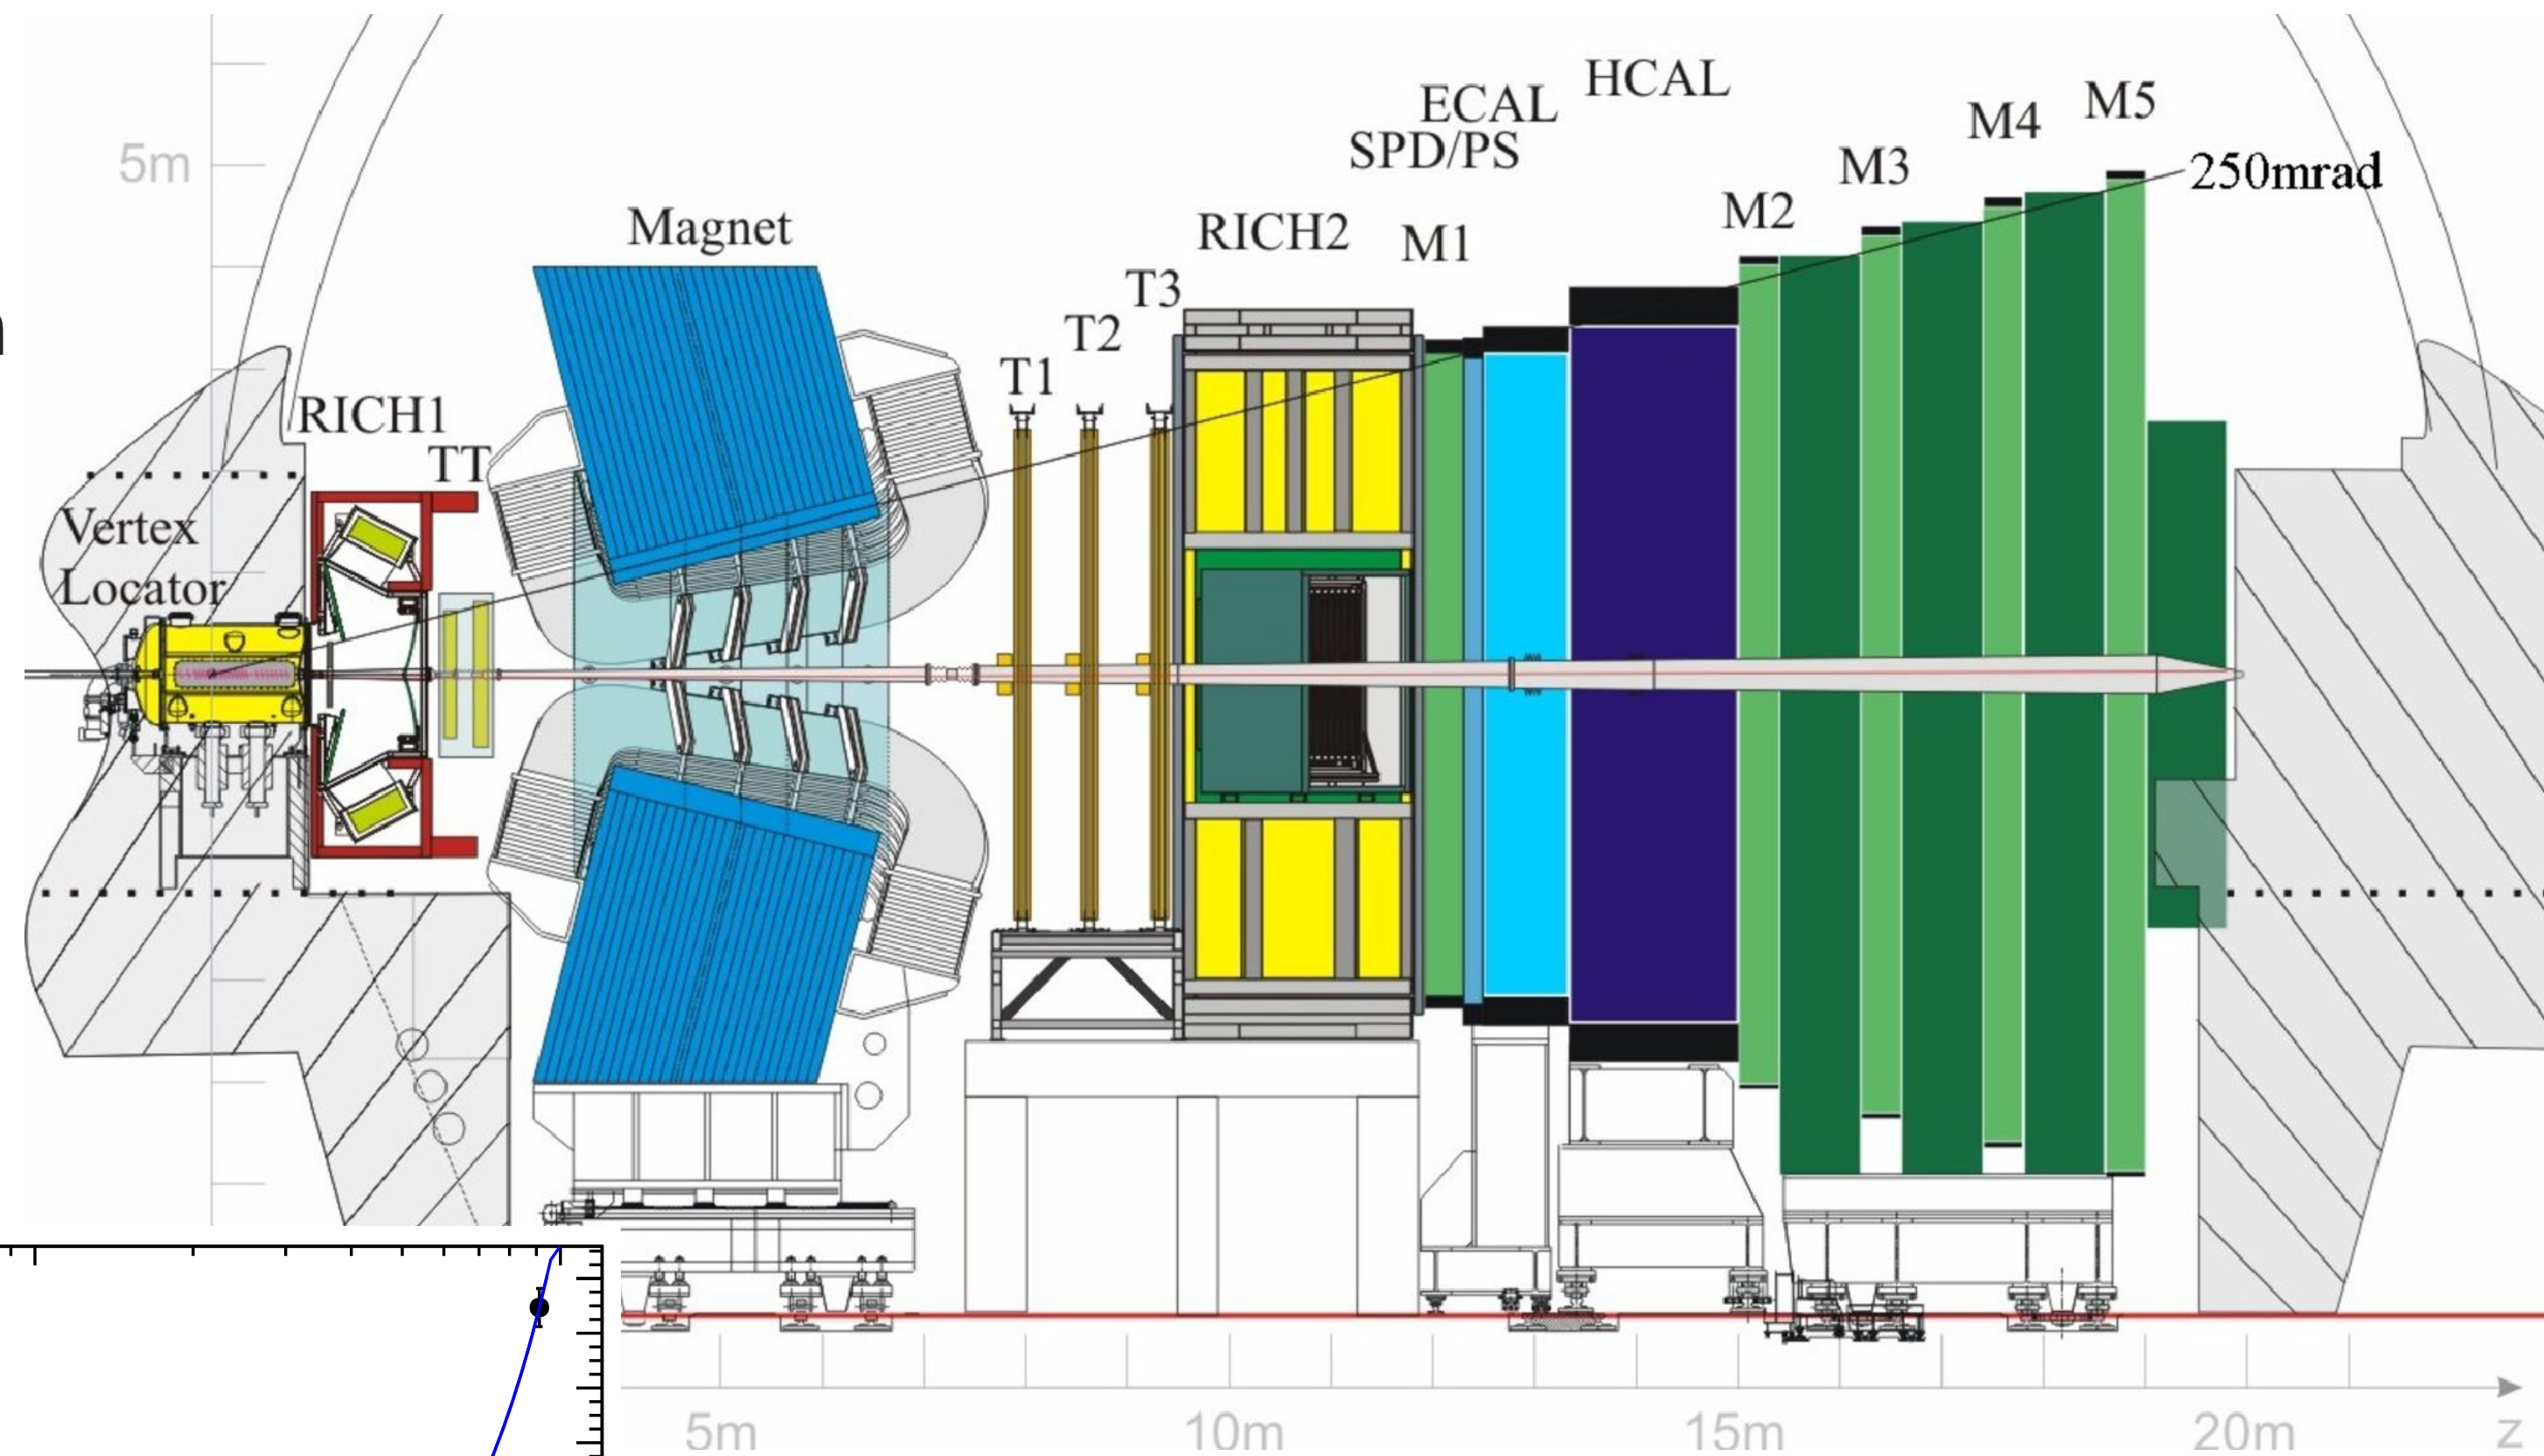 HCAL
ECAL
SPD/PS
M5
M4
M3
M2
5m
250mrad
Magnet
RICH2
M1
T3
T2
T1
RICH1
TT
Vertex
Locator
5m
10m
15m
20m
z